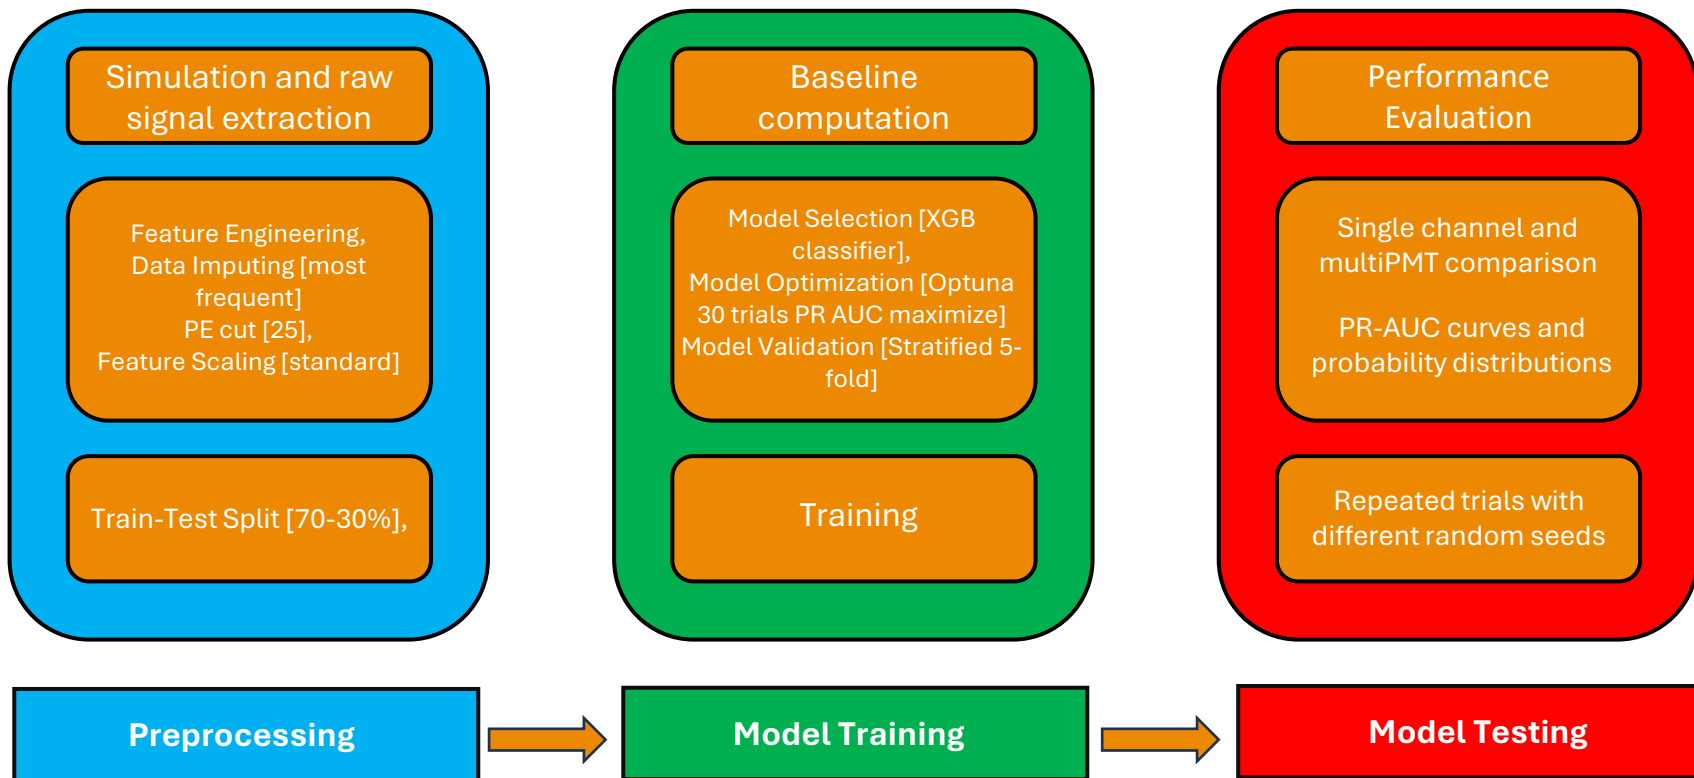 Simulation and raw
signal extraction
Feature Engineering,
Data Imputing [most
frequent]
PE cut [25],
Feature Scaling [standard]
Train-Test Split [70-30%],
Preprocessing
Baseline
computation
Model Selection [XGB
classifier],
Model Optimization [Optuna
30 trials PR AUC maximize]
Model Validation [Stratified 5-
fold]
Training
Model Training
Performance
Evaluation
Single channel and
multiPMT comparison
PR-AUC curves and
probability distributions
Repeated trials with
different random seeds
Model Testing